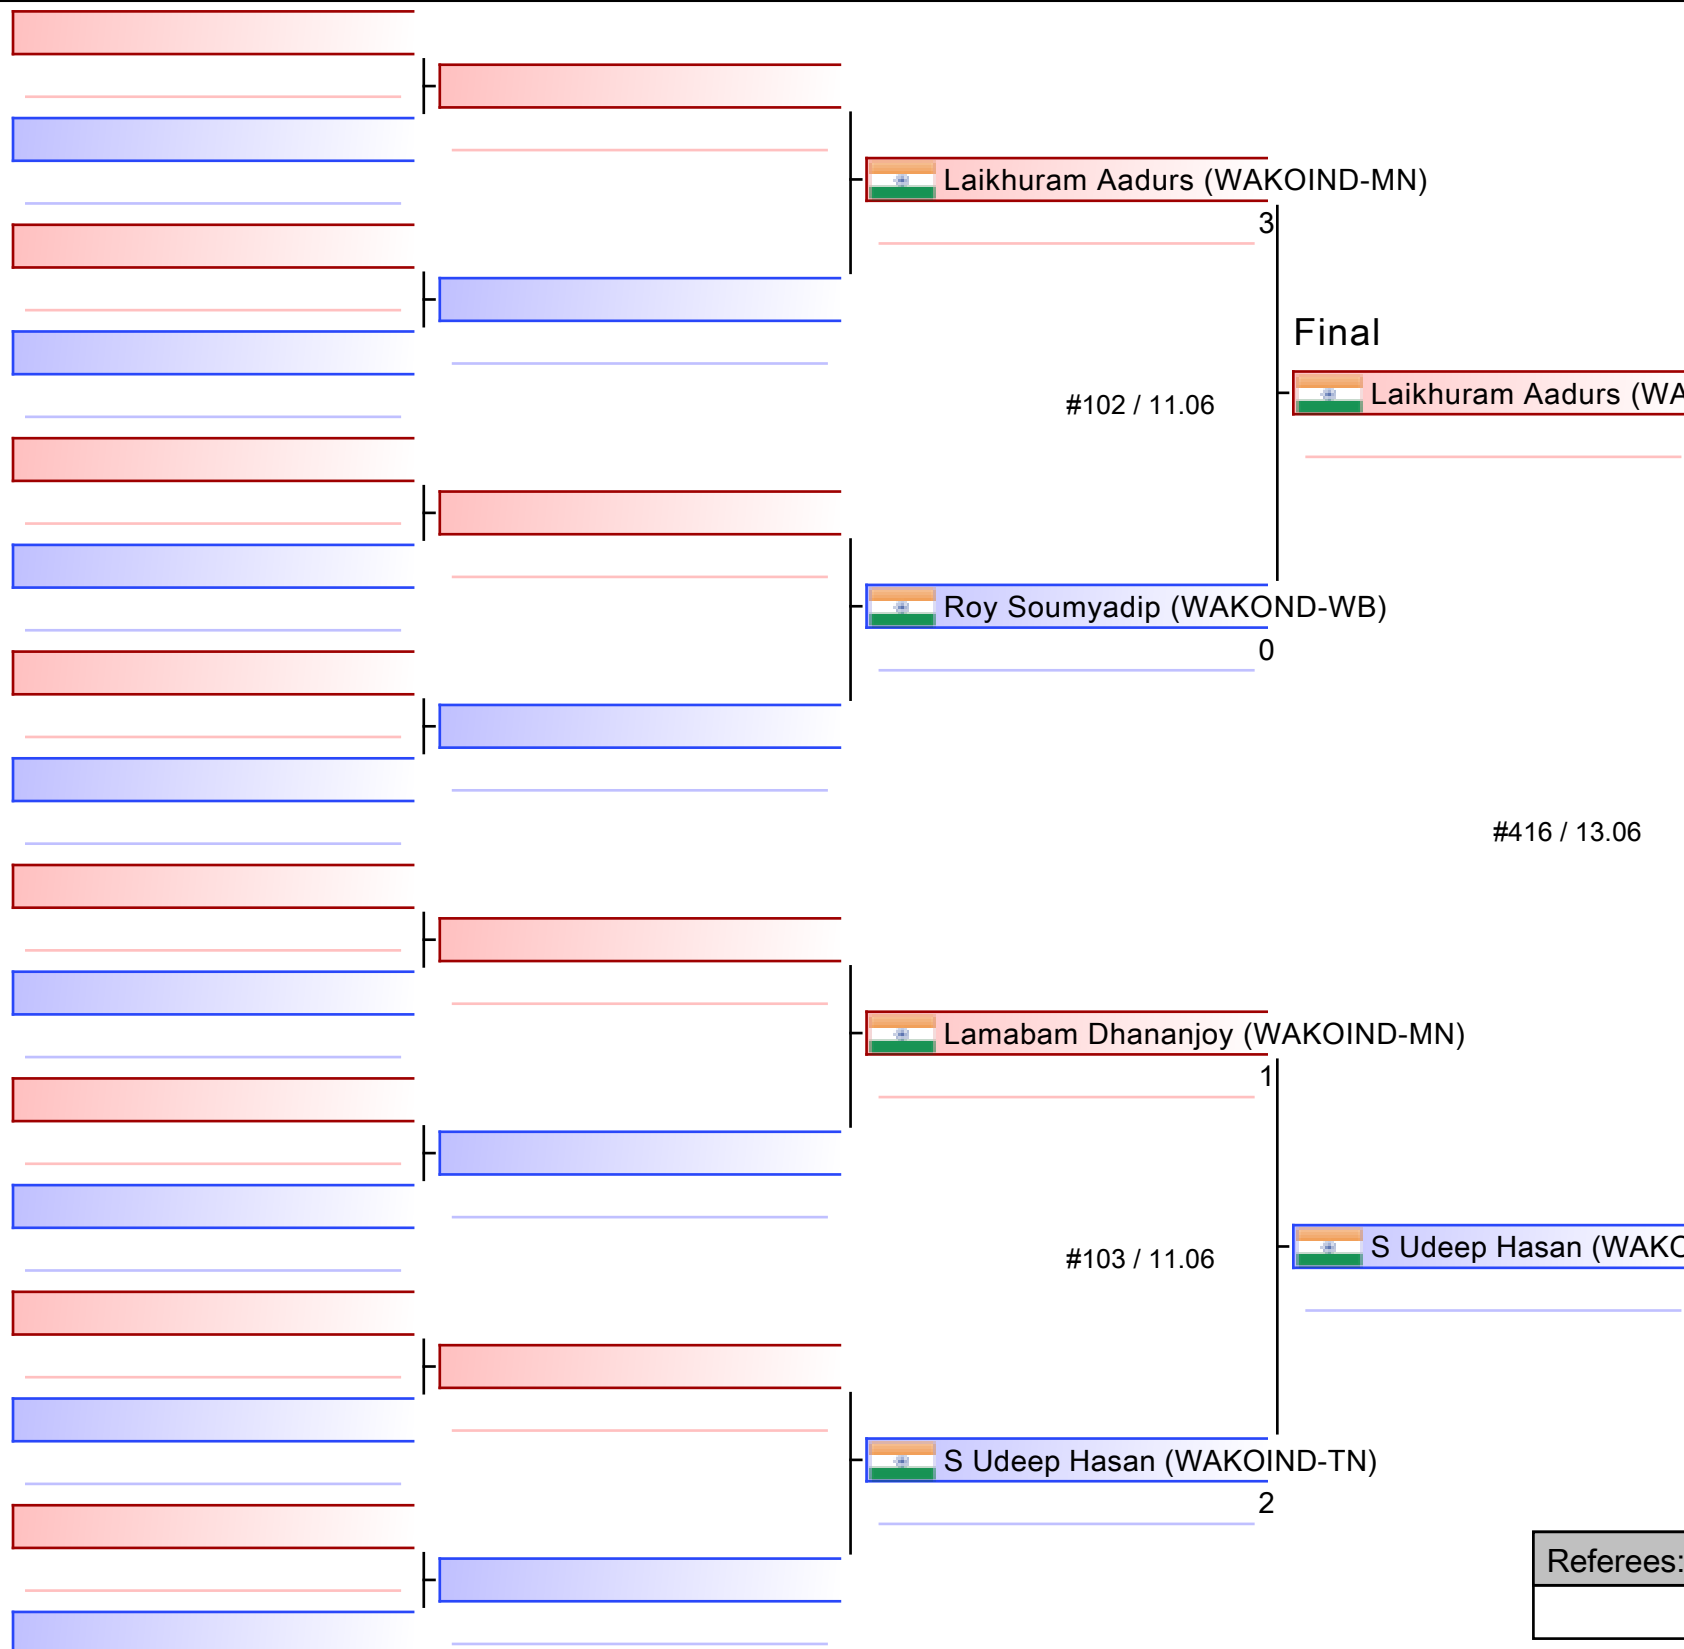 Laikhuram Aadurs (WAKOIND-MN)
3
Final
Laikhuram Aadurs (WA
#102 / 11.06
Roy Soumyadip (WAKOND-WB)
0
#416 / 13.06
Lamabam Dhananjoy (WAKOIND-MN)
1
S Udeep Hasan (WAKO
#103 / 11.06
S Udeep Hasan (WAKOIND-TN)
2
Referees: